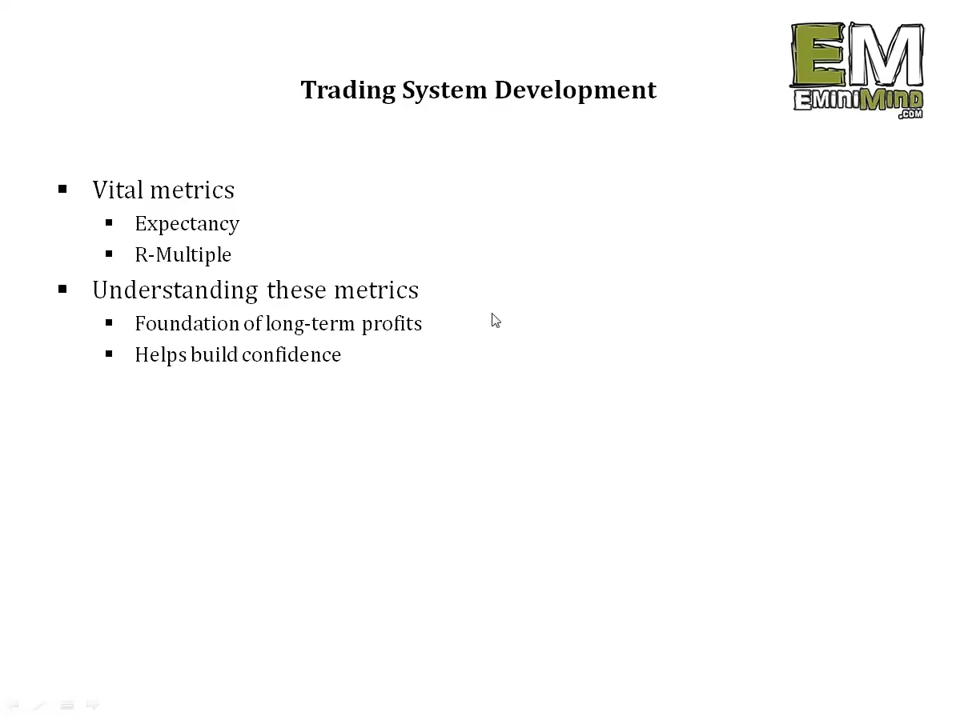 EM
EMiniMind
.COM
Trading System Development
▪ Vital metrics
▪ Expectancy
▪ R-Multiple
▪ Understanding these metrics
▪ Foundation of long-term profits
▪ Helps build confidence